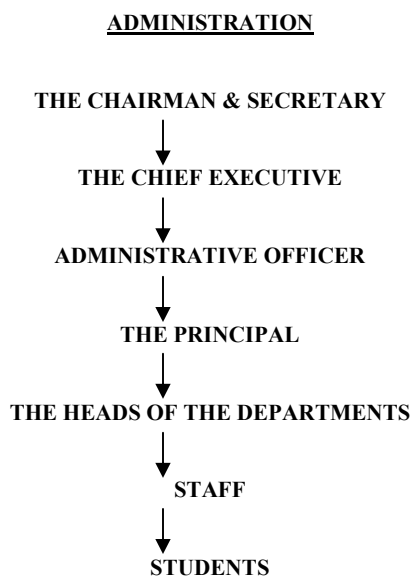 ADMINISTRATION
THE CHAIRMAN & SECRETARY
THE CHIEF EXECUTIVE
ADMINISTRATIVE OFFICER
THE PRINCIPAL
THE HEADS OF THE DEPARTMENTS
STAFF
STUDENTS